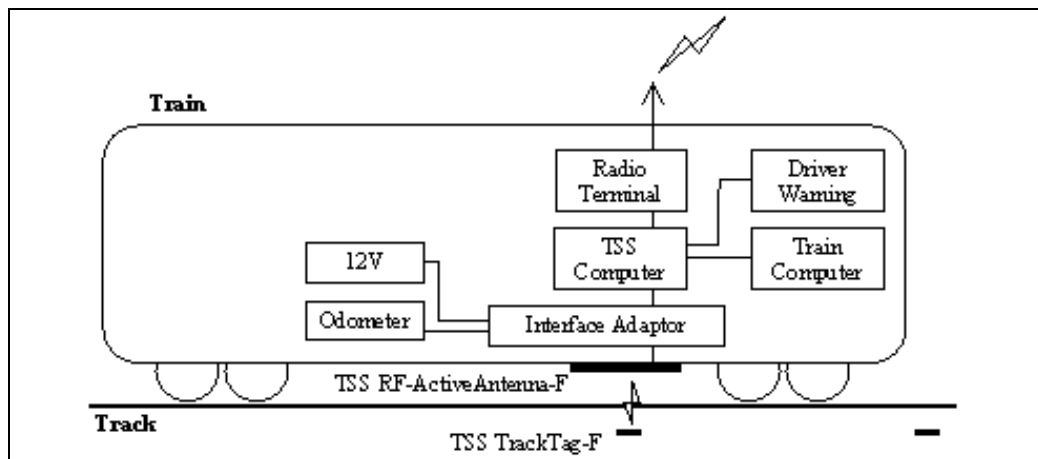 Train
Radio
Terminal
Driver
Warning
12V
TSS
Computer
Train
Computer
Odometer
Interface Adaptor
TSS RF-ActiveAntenna-F
Track
TSS TrackTag-F